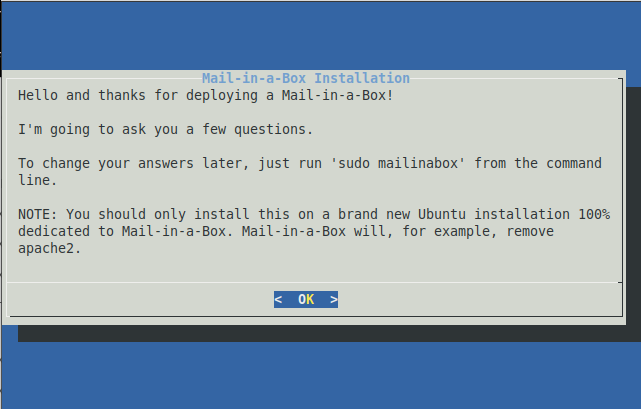 Mail-in-a-Box Installation
Hello and thanks for deploying a Mail-in-a-Box!
I'm going to ask you a few questions.
To change your answers later, just run 'sudo mailinabox' from the command
line.
NOTE: You should only install this on a brand new Ubuntu installation 100%
dedicated to Mail-in-a-Box. Mail-in-a-Box will, for example, remove
apache2.
< OK >